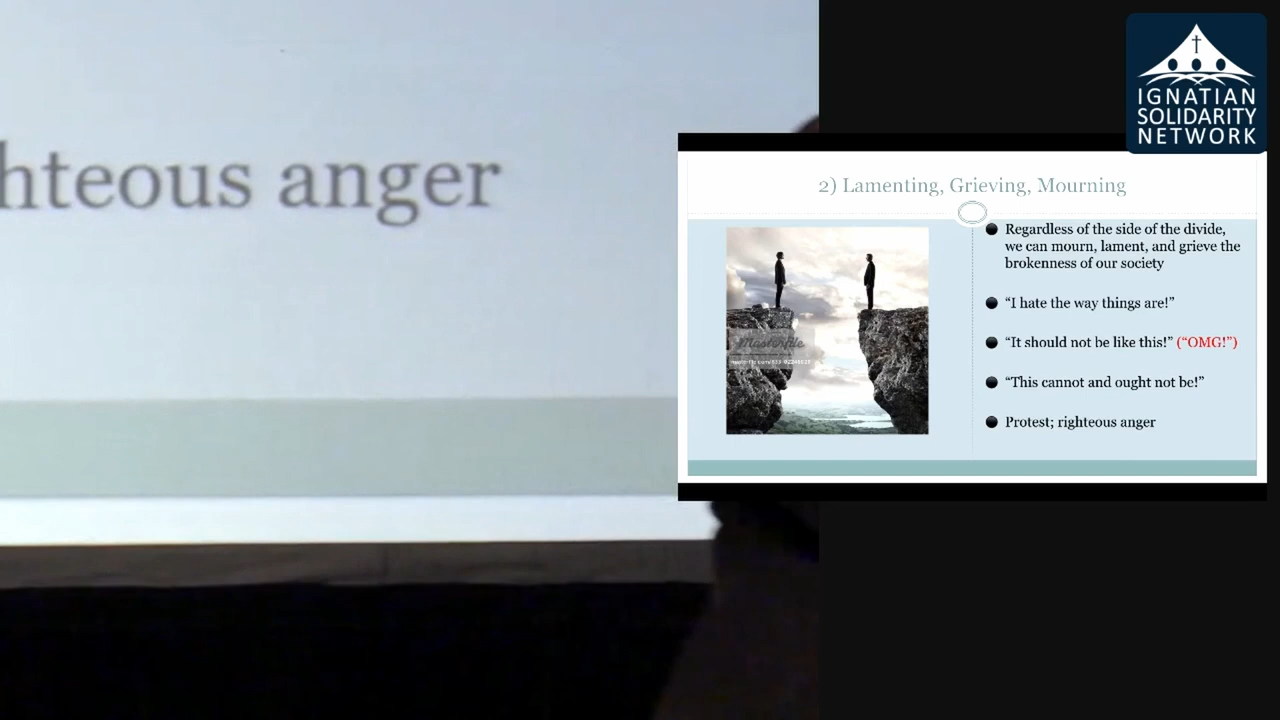 hteous anger
IGNATIAN
SOLIDARITY
NETWORK
2) Lamenting, Grieving, Mourning
Regardless of the side of the divide,
we can mourn, lament, and grieve the
brokenness of our society
“I hate the way things are!”
“It should not be like this!” (“OMG!”)
“This cannot and ought not be!”
Protest; righteous anger
Masterfile